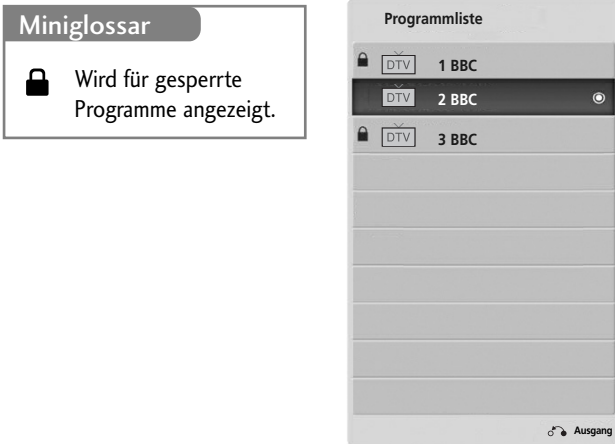 Miniglossar
Wird für gesperrte
Programme angezeigt.
Programmliste
DTV 1 BBC
DTV 2 BBC
DTV 3 BBC
Ausgang